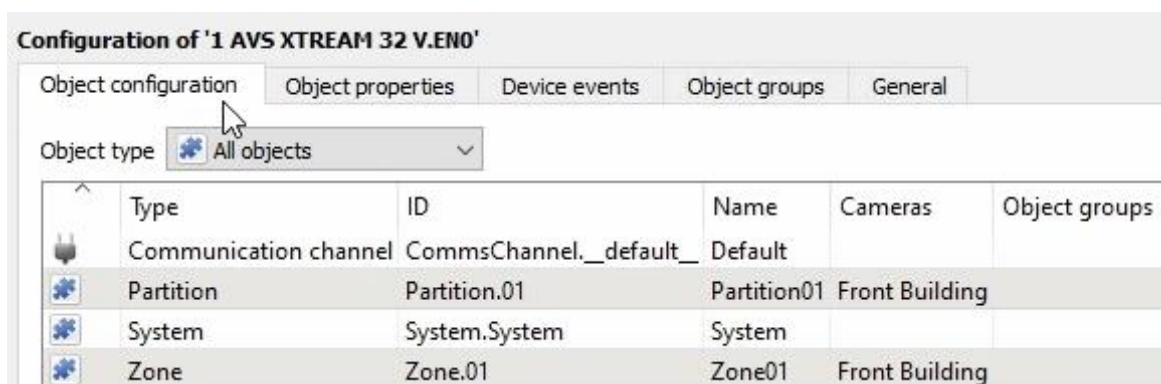 Configuration of '1 AVS XTREAM 32 V.EN0'
Object configuration Object properties Device events Object groups General
Object type All objects
Type ID Name Cameras Object groups
Communication channel CommsChannel.__default__ Default
Partition Partition.01 Partition01 Front Building
System System.System System
Zone Zone.01 Zone01 Front Building